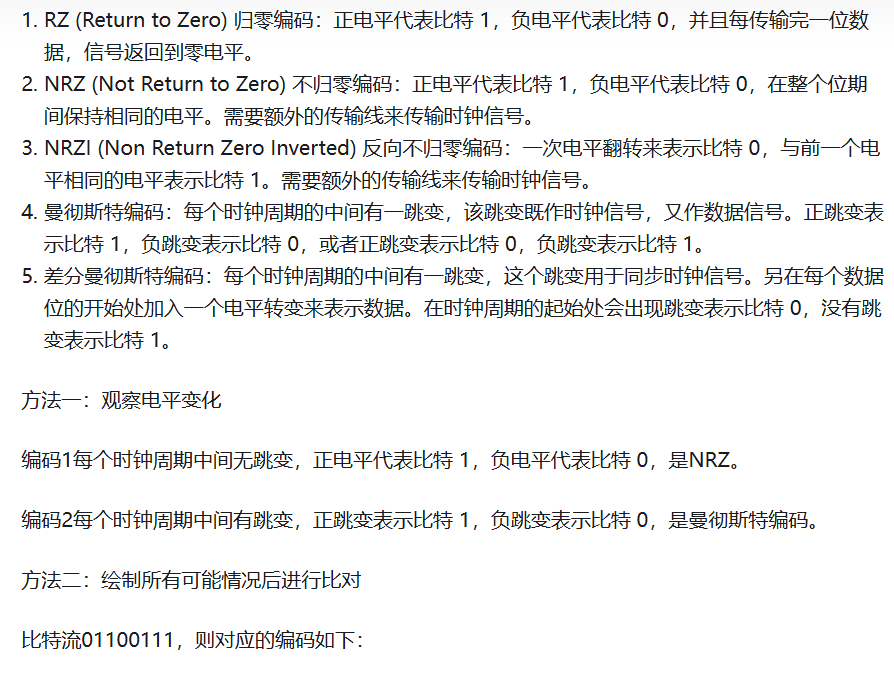 1. RZ (Return to Zero) 归零编码：正电平代表比特 1，负电平代表比特 0，并且每传输完一位数
据，信号返回到零电平。
2. NRZ (Not Return to Zero) 不归零编码：正电平代表比特 1，负电平代表比特 0，在整个位期
间保持相同的电平。需要额外的传输线来传输时钟信号。
3. NRZI (Non Return Zero Inverted) 反向不归零编码：一次电平翻转来表示比特 0，与前一个电
平相同的电平表示比特 1。需要额外的传输线来传输时钟信号。
4. 曼彻斯特编码：每个时钟周期的中间有一跳变，该跳变既作时钟信号，又作数据信号。正跳变表
示比特 1，负跳变表示比特 0，或者正跳变表示比特 0，负跳变表示比特 1。
5. 差分曼彻斯特编码：每个时钟周期的中间有一跳变，这个跳变用于同步时钟信号。另在每个数据
位的开始处加入一个电平转变来表示数据。在时钟周期的起始处会出现跳变表示比特 0，没有跳
变表示比特 1。
方法一：观察电平变化
编码1每个时钟周期中间无跳变，正电平代表比特 1，负电平代表比特 0，是NRZ。
编码2每个时钟周期中间有跳变，正跳变表示比特 1，负跳变表示比特 0，是曼彻斯特编码。
方法二：绘制所有可能情况后进行比对
比特流01100111，则对应的编码如下：